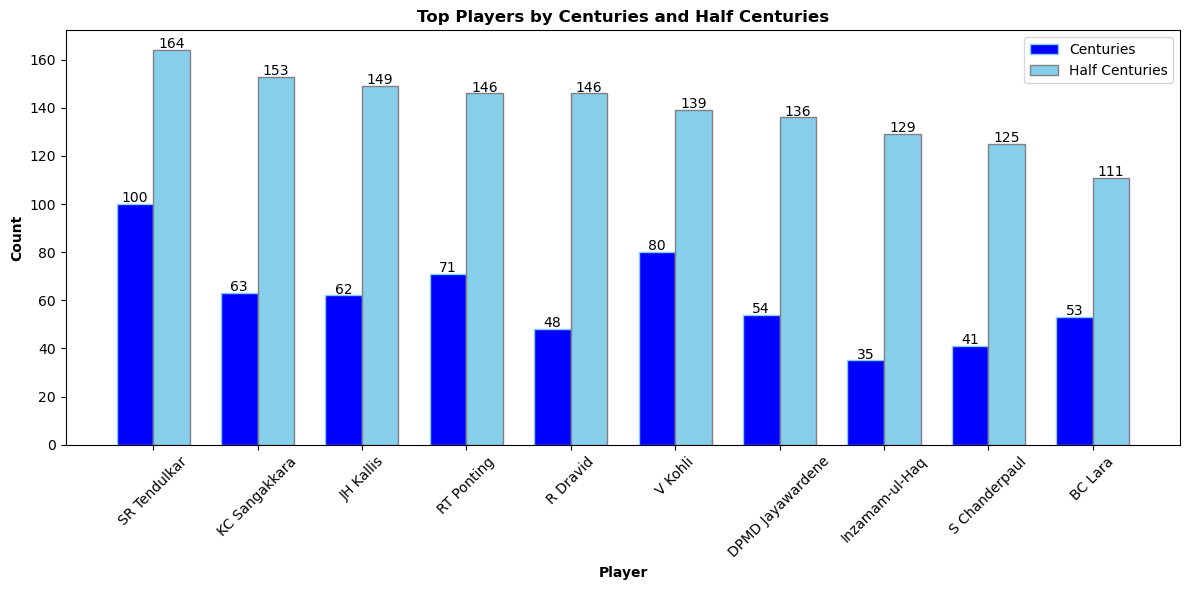 Top Players by Centuries and Half Centuries
Centuries
Half Centuries
Count
160
140
120
100
80
60
40
20
0
100
164
63
153
62
149
71
146
48
146
80
139
54
136
35
129
41
125
53
111
SR Tendulkar
KC Sangakkara
JH Kallis
RT Ponting
R Dravid
V Kohli
DPMD Jayawardene
Inzamam-ul-Haq
S Chanderpaul
BC Lara
Player